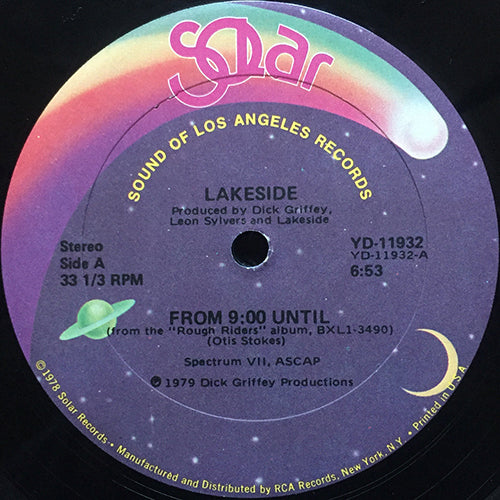 Solar
SOUND OF LOS ANGELES RECORDS
LAKESIDE
Produced by Dick Griffey,
Leon Sylvers and Lakeside
Stereo
Side A
33 1/3 RPM
YD-11932
YD-11932-A
6:53
FROM 9:00 UNTIL
(from the "Rough Riders" album, BXL1-3490)
(Otis Stokes)
Spectrum VII, ASCAP
℗ 1979 Dick Griffey Productions
©1978 Solar Records • Manufactured and Distributed by RCA Records, New York, N.Y. • Printed in U.S.A.